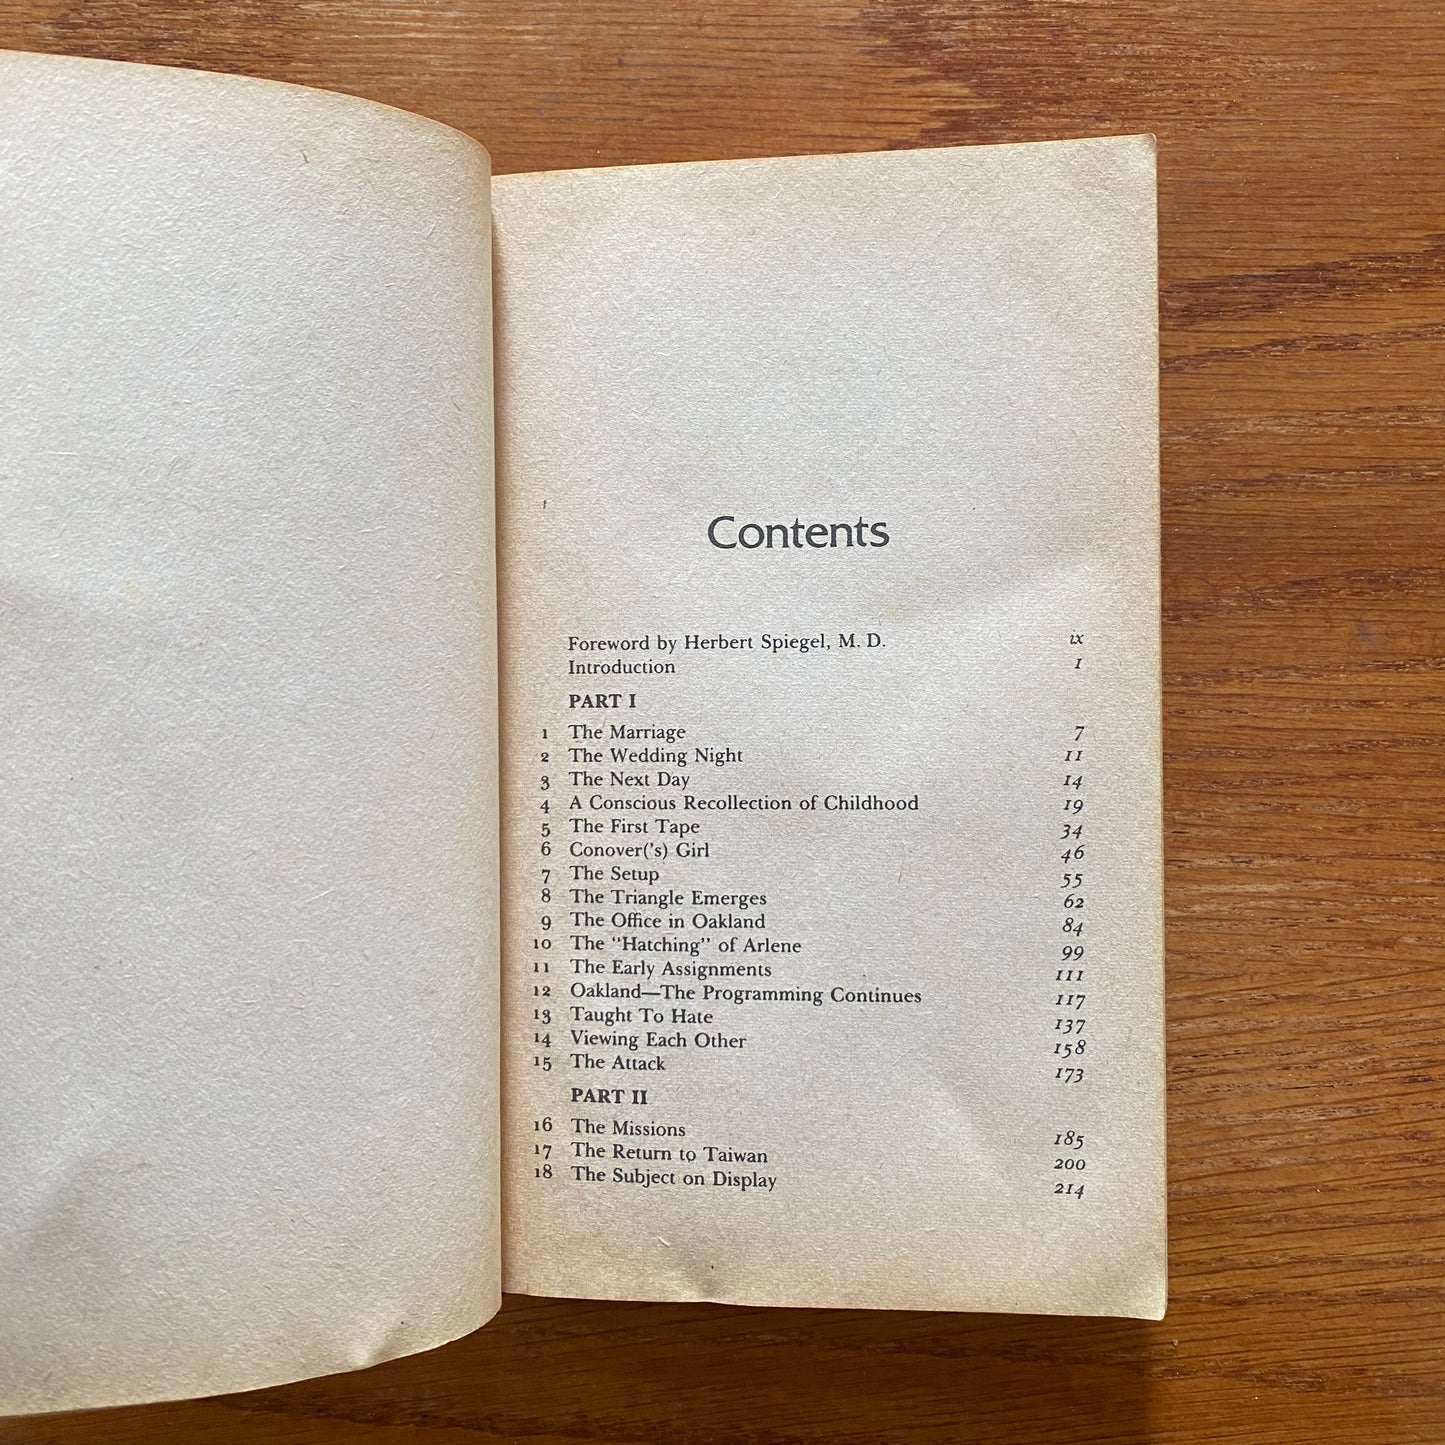 Contents
Foreword by Herbert Spiegel, M. D. ix
Introduction 1
PART I
1 The Marriage 7
2 The Wedding Night 11
3 The Next Day 14
4 A Conscious Recollection of Childhood 19
5 The First Tape 34
6 Conover('s) Girl 46
7 The Setup 55
8 The Triangle Emerges 62
9 The Office in Oakland 84
10 The "Hatching" of Arlene 99
11 The Early Assignments 111
12 Oakland—The Programming Continues 117
13 Taught To Hate 137
14 Viewing Each Other 158
15 The Attack 173
PART II
16 The Missions 185
17 The Return to Taiwan 200
18 The Subject on Display 214